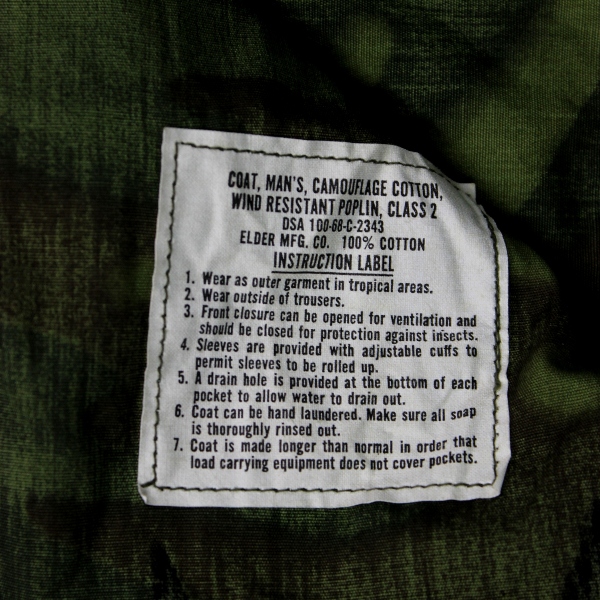 COAT, MAN'S, CAMOUFLAGE COTTON,
WIND RESISTANT POPLIN, CLASS 2
DSA 100-68-C-2343
ELDER MFG. CO. 100% COTTON
INSTRUCTION LABEL
1. Wear as outer garment in tropical areas.
2. Wear outside of trousers.
3. Front closure can be opened for ventilation and
should be closed for protection against insects.
4. Sleeves are provided with adjustable cuffs to
permit sleeves to be rolled up.
5. A drain hole is provided at the bottom of each
pocket to allow water to drain out.
6. Coat can be hand laundered. Make sure all soap
is thoroughly rinsed out.
7. Coat is made longer than normal in order that
load carrying equipment does not cover pockets.